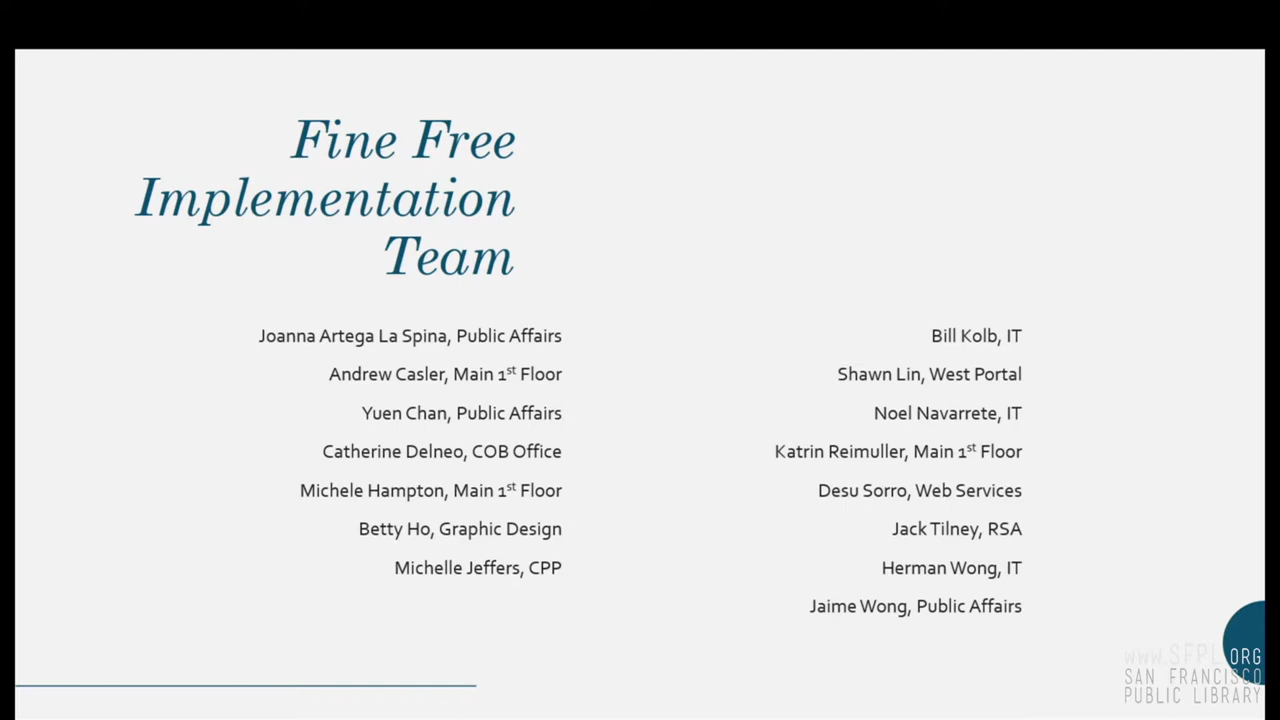 Fine Free
Implementation
Team
Joanna Artega La Spina, Public Affairs
Andrew Casler, Main 1st Floor
Yuen Chan, Public Affairs
Catherine Delneo, COB Office
Michele Hampton, Main 1st Floor
Betty Ho, Graphic Design
Michelle Jeffers, CPP
Bill Kolb, IT
Shawn Lin, West Portal
Noel Navarrete, IT
Katrin Reimuller, Main 1st Floor
Desu Sorro, Web Services
Jack Tilney, RSA
Herman Wong, IT
Jaime Wong, Public Affairs
www.SFPL.ORG
SAN FRANCISCO
PUBLIC LIBRARY